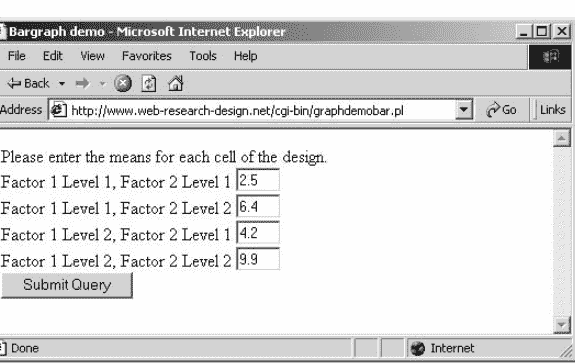 Bargraph demo - Microsoft Internet Explorer
File Edit View Favorites Tools Help
Back
Address http://www.web-research-design.net/cgi-bin/graphdemobar.pl Go Links
Please enter the means for each cell of the design.
Factor 1 Level 1, Factor 2 Level 1 2.5
Factor 1 Level 1, Factor 2 Level 2 6.4
Factor 1 Level 2, Factor 2 Level 1 4.2
Factor 1 Level 2, Factor 2 Level 2 9.9
Submit Query
Done Internet